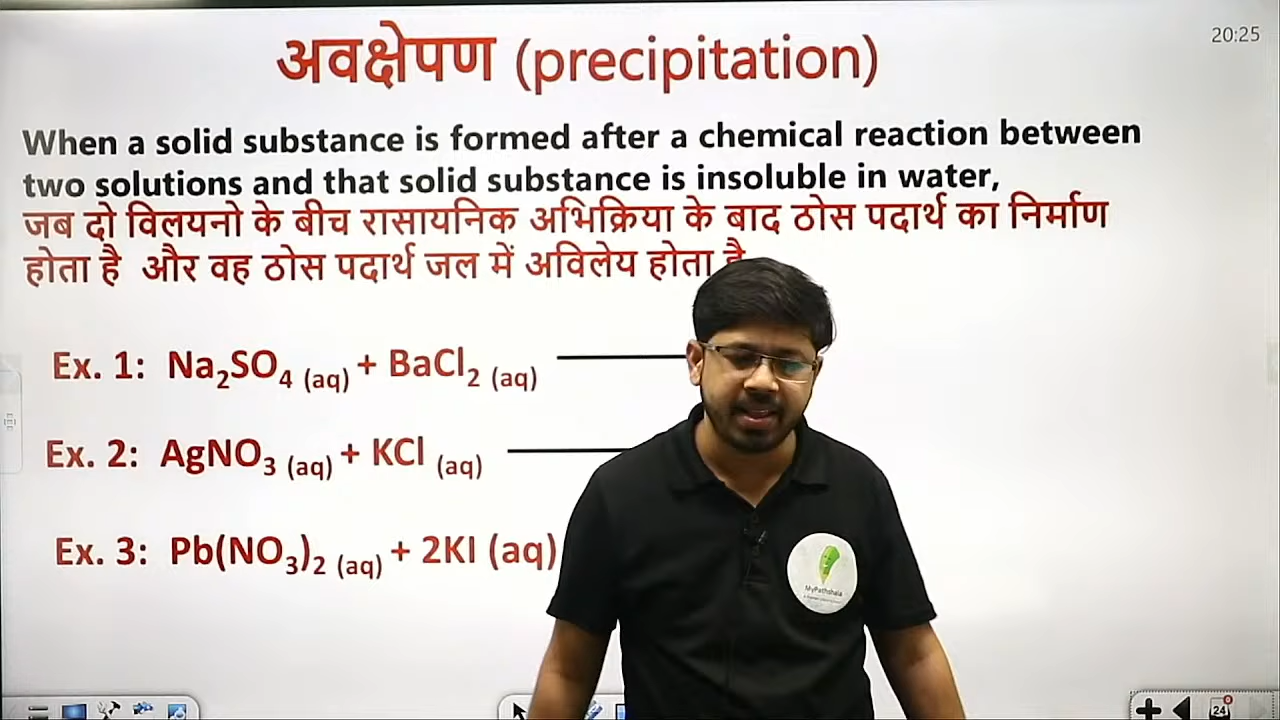 अवक्षेपण (precipitation)
20:25
When a solid substance is formed after a chemical reaction between
two solutions and that solid substance is insoluble in water,
जब दो विलयनो के बीच रासायनिक अभिक्रिया के बाद ठोस पदार्थ का निर्माण
होता है और वह ठोस पदार्थ जल में अविलेय होता है
Ex. 1: Na₂SO₄ (aq) + BaCl₂ (aq)
Ex. 2: AgNO₃ (aq) + KCl (aq)
Ex. 3: Pb(NO₃)₂ (aq) + 2KI (aq)
MyPathshala
24